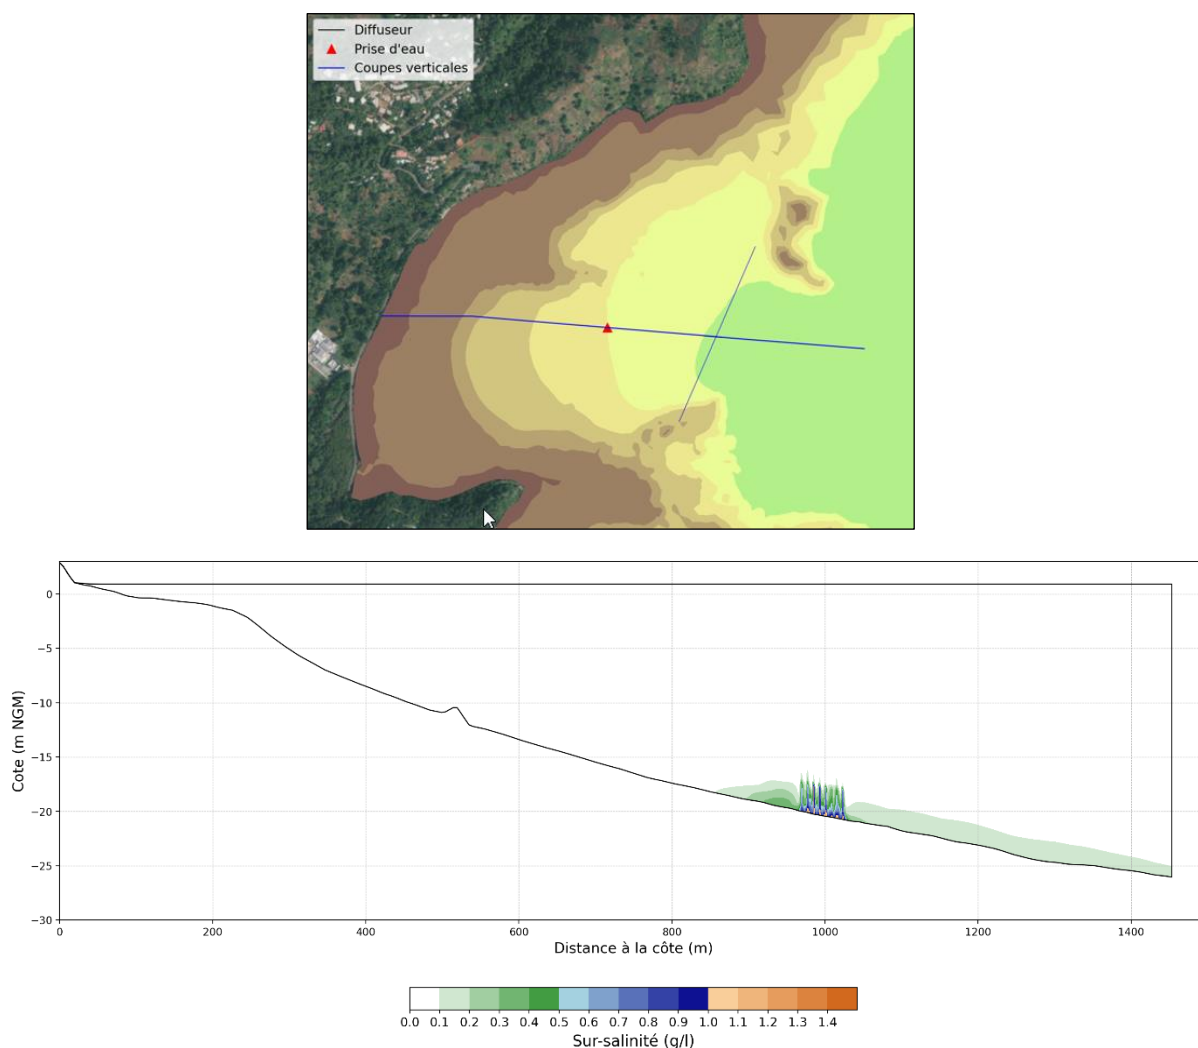 Diffuseur
Prise d'eau
Coupes verticales
Cote (m NGM)
0
−5
−10
−15
−20
−25
−30
0 200 400 600 800 1000 1200 1400
Distance à la côte (m)
0.0 0.1 0.2 0.3 0.4 0.5 0.6 0.7 0.8 0.9 1.0 1.1 1.2 1.3 1.4
Sur-salinité (g/l)